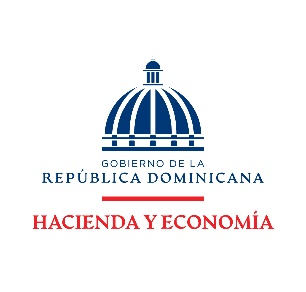 GOBIERNO DE LA
REPÚBLICA DOMINICANA
HACIENDA Y ECONOMÍA